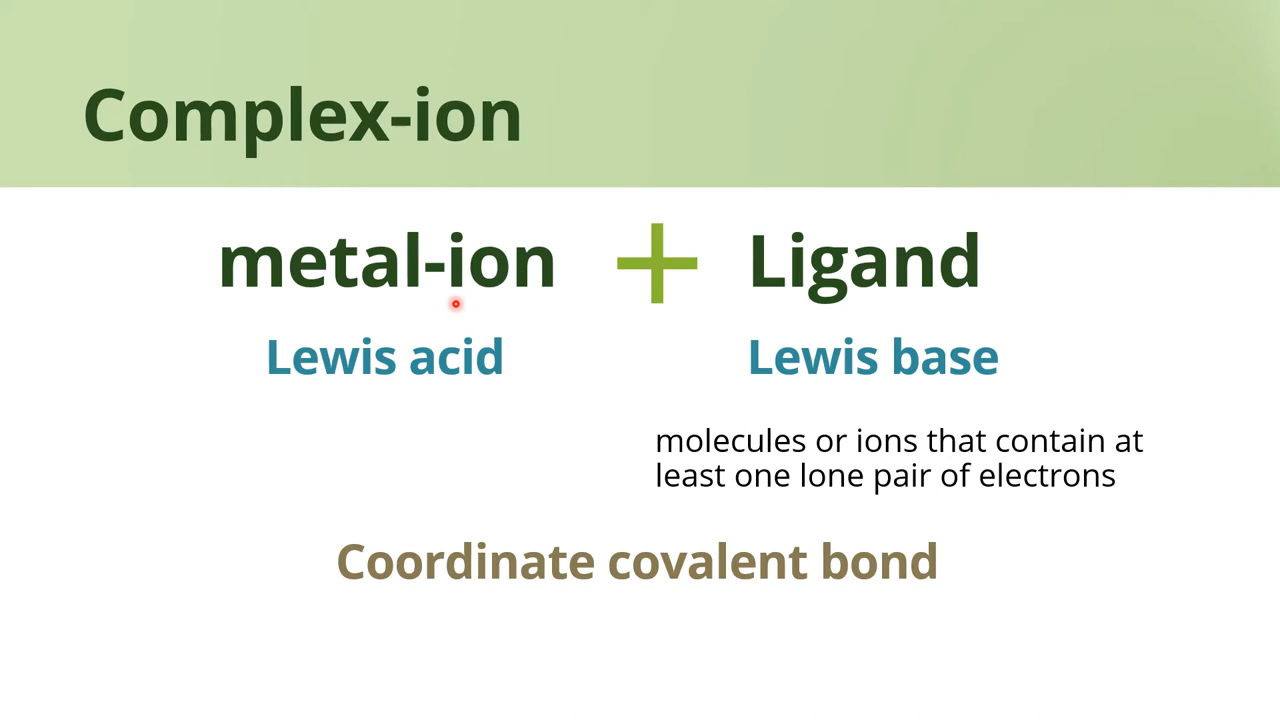 Complex-ion
metal-ion + Ligand
Lewis acid Lewis base
molecules or ions that contain at
least one lone pair of electrons
Coordinate covalent bond